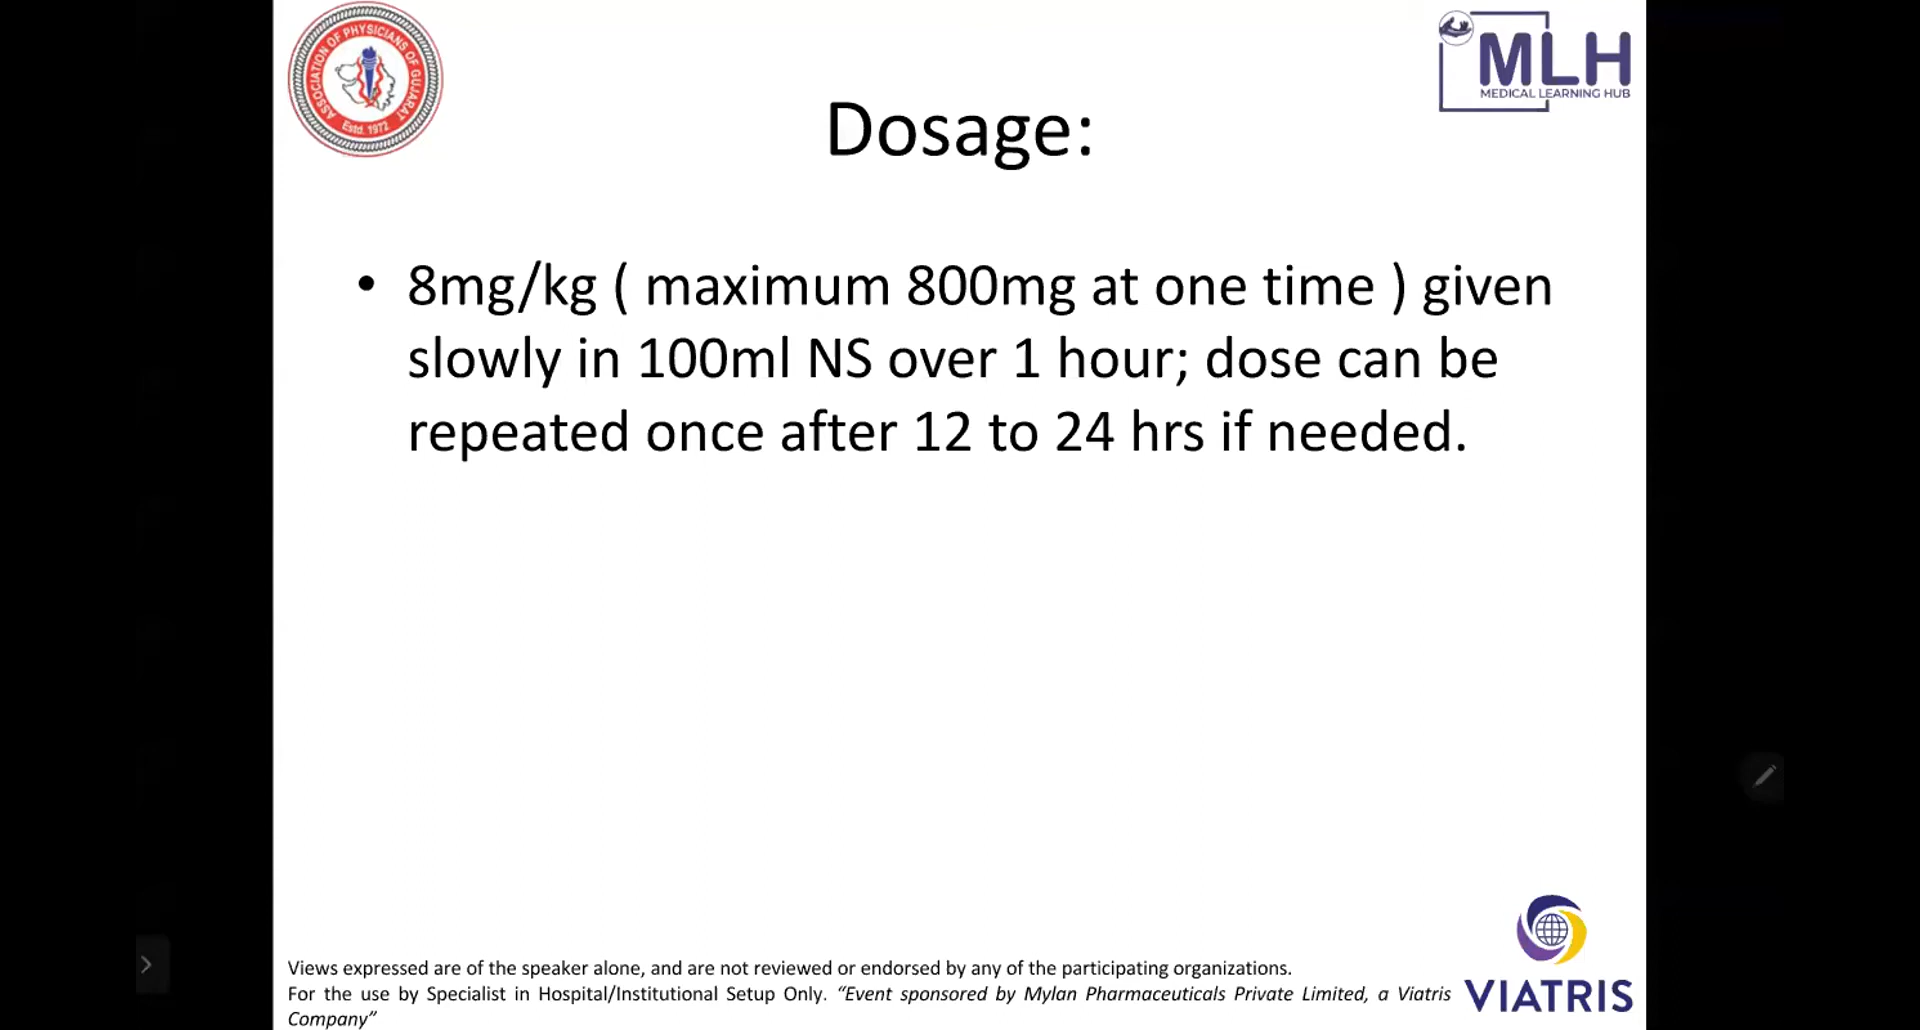 ASSOCIATION OF PHYSICIANS OF GUJARAT
Estd. 1972
MLH
MEDICAL LEARNING HUB
Dosage:
• 8mg/kg ( maximum 800mg at one time ) given
slowly in 100ml NS over 1 hour; dose can be
repeated once after 12 to 24 hrs if needed.
Views expressed are of the speaker alone, and are not reviewed or endorsed by any of the participating organizations.
For the use by Specialist in Hospital/Institutional Setup Only. “Event sponsored by Mylan Pharmaceuticals Private Limited, a Viatris
Company”
VIATRIS